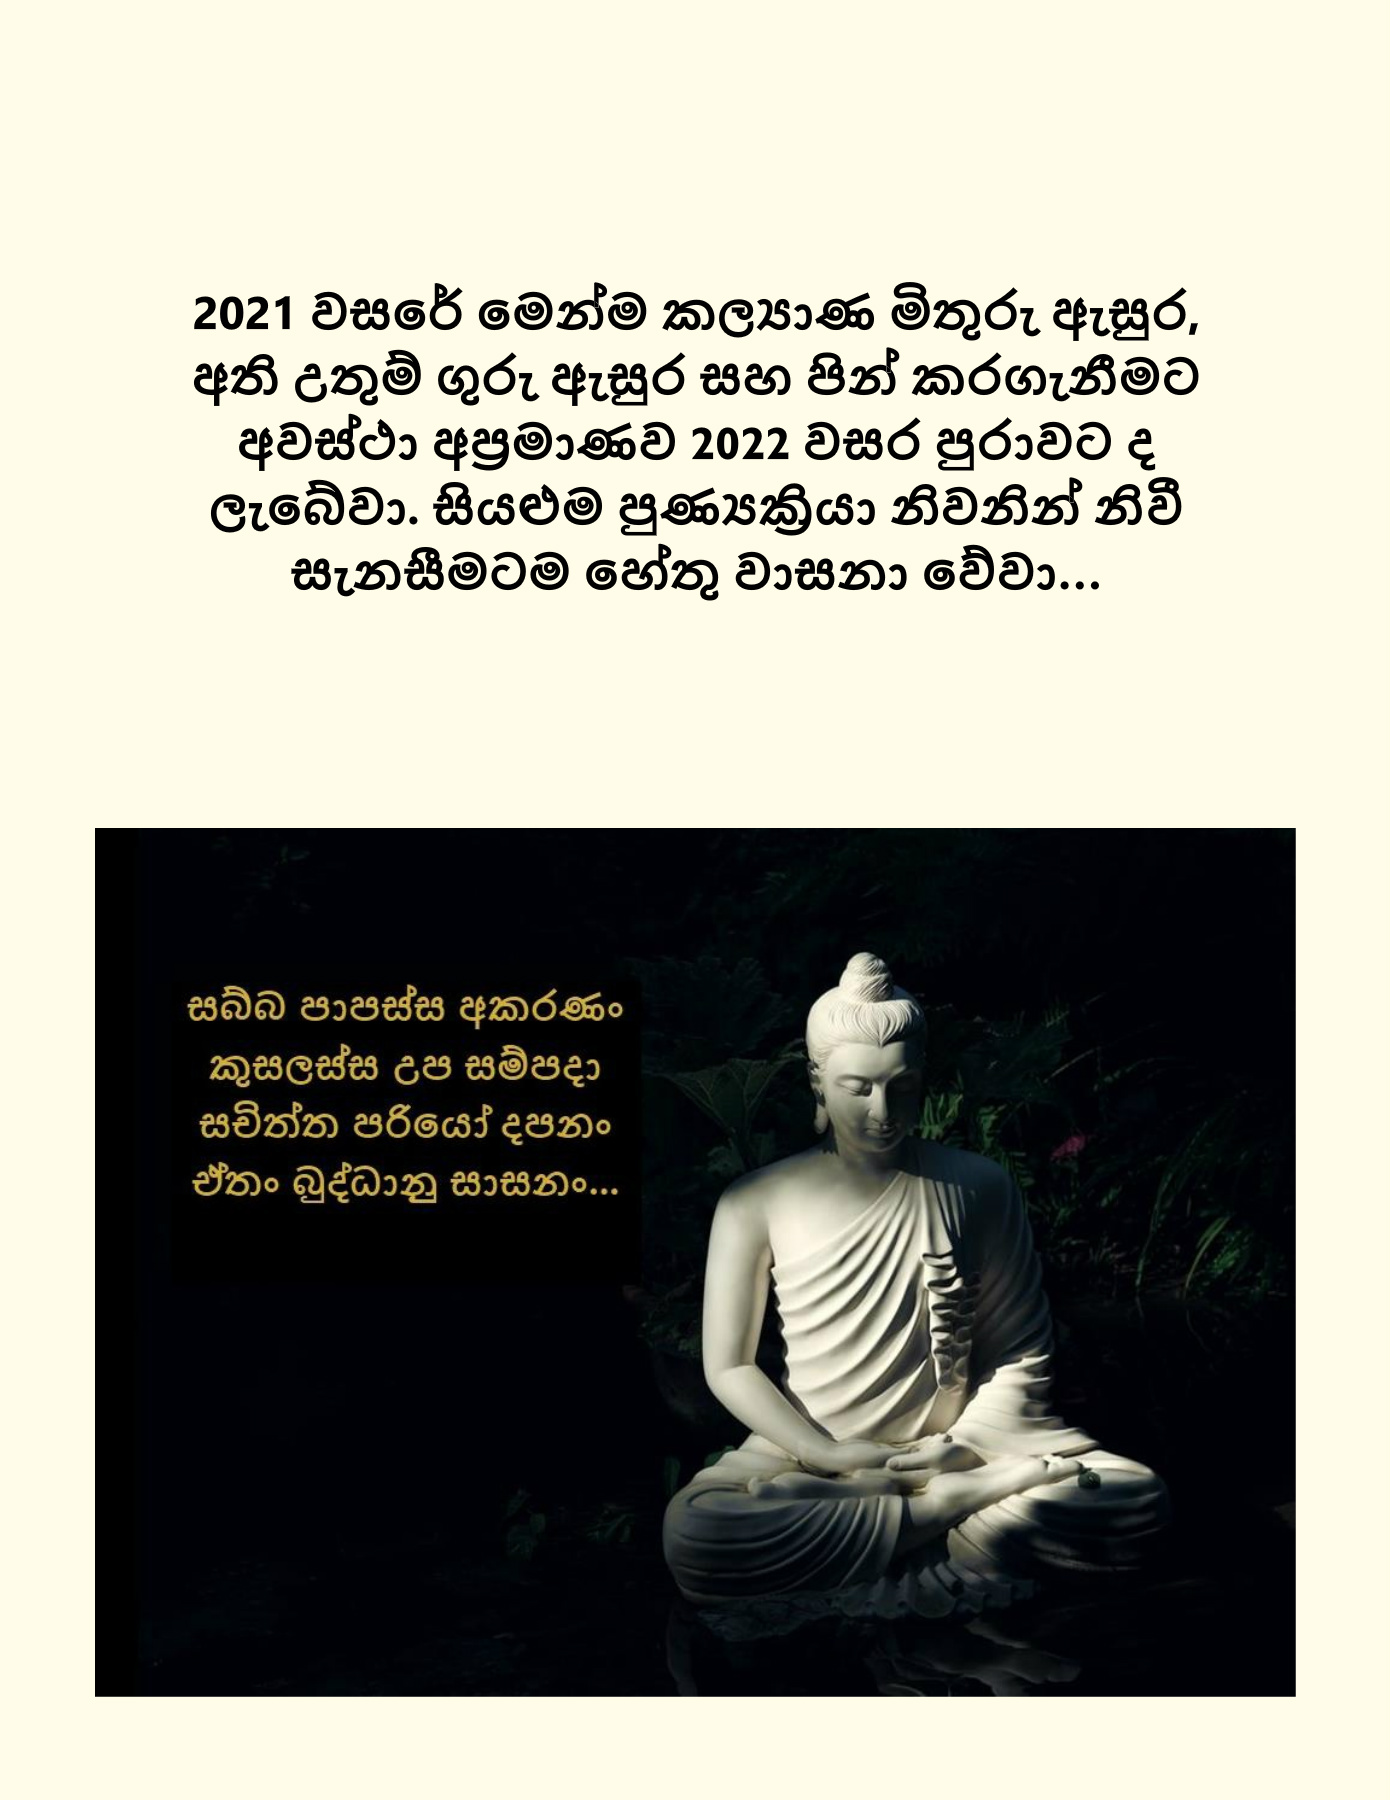 2021 වසරේ මෙන්ම කල්‍යාණ මිතුරු ඇසුර,
අති උතුම් ගුරු ඇසුර සහ පින් කරගැනීමට
අවස්ථා අප්‍රමාණව 2022 වසර පුරාවට ද
ලැබේවා. සියළුම පුණ්‍යක්‍රියා නිවනින් නිවී
සැනසීමටම හේතු වාසනා වේවා...
සබ්බ පාපස්ස අකරණං
කුසලස්ස උප සම්පදා
සචිත්ත පරියෝ දපනං
ඒතං බුද්ධානු සාසනං...